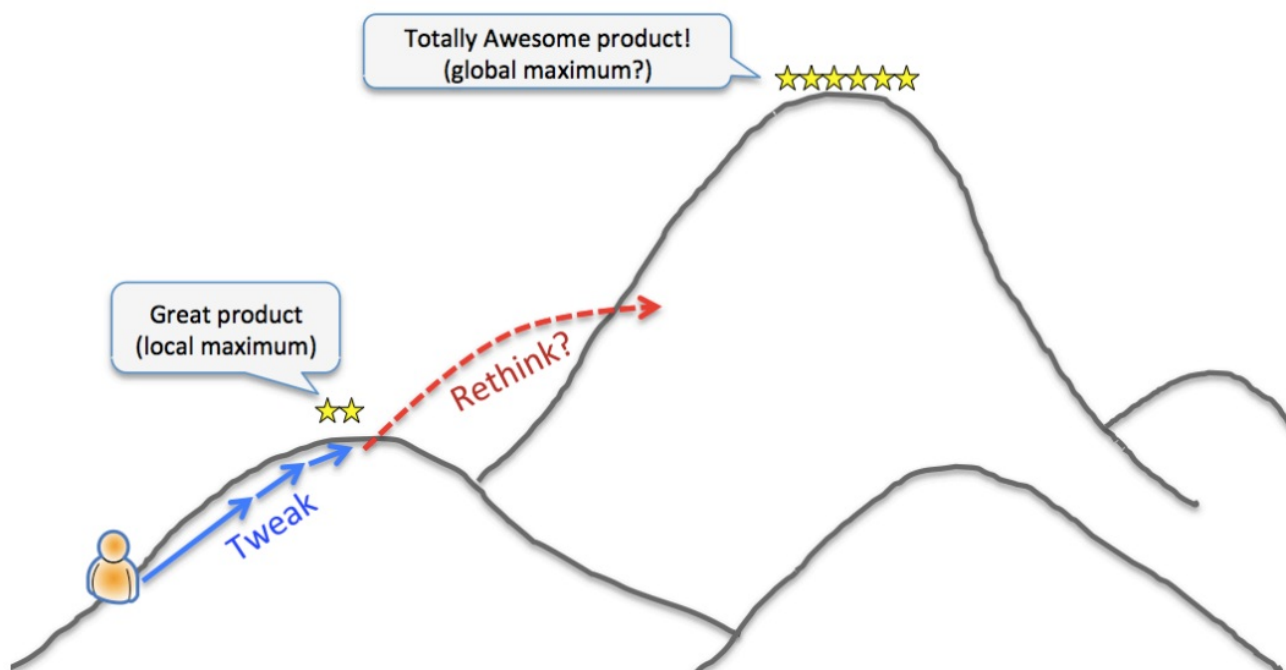 Totally Awesome product!
(global maximum?)
Great product
(local maximum)
Rethink?
Tweak